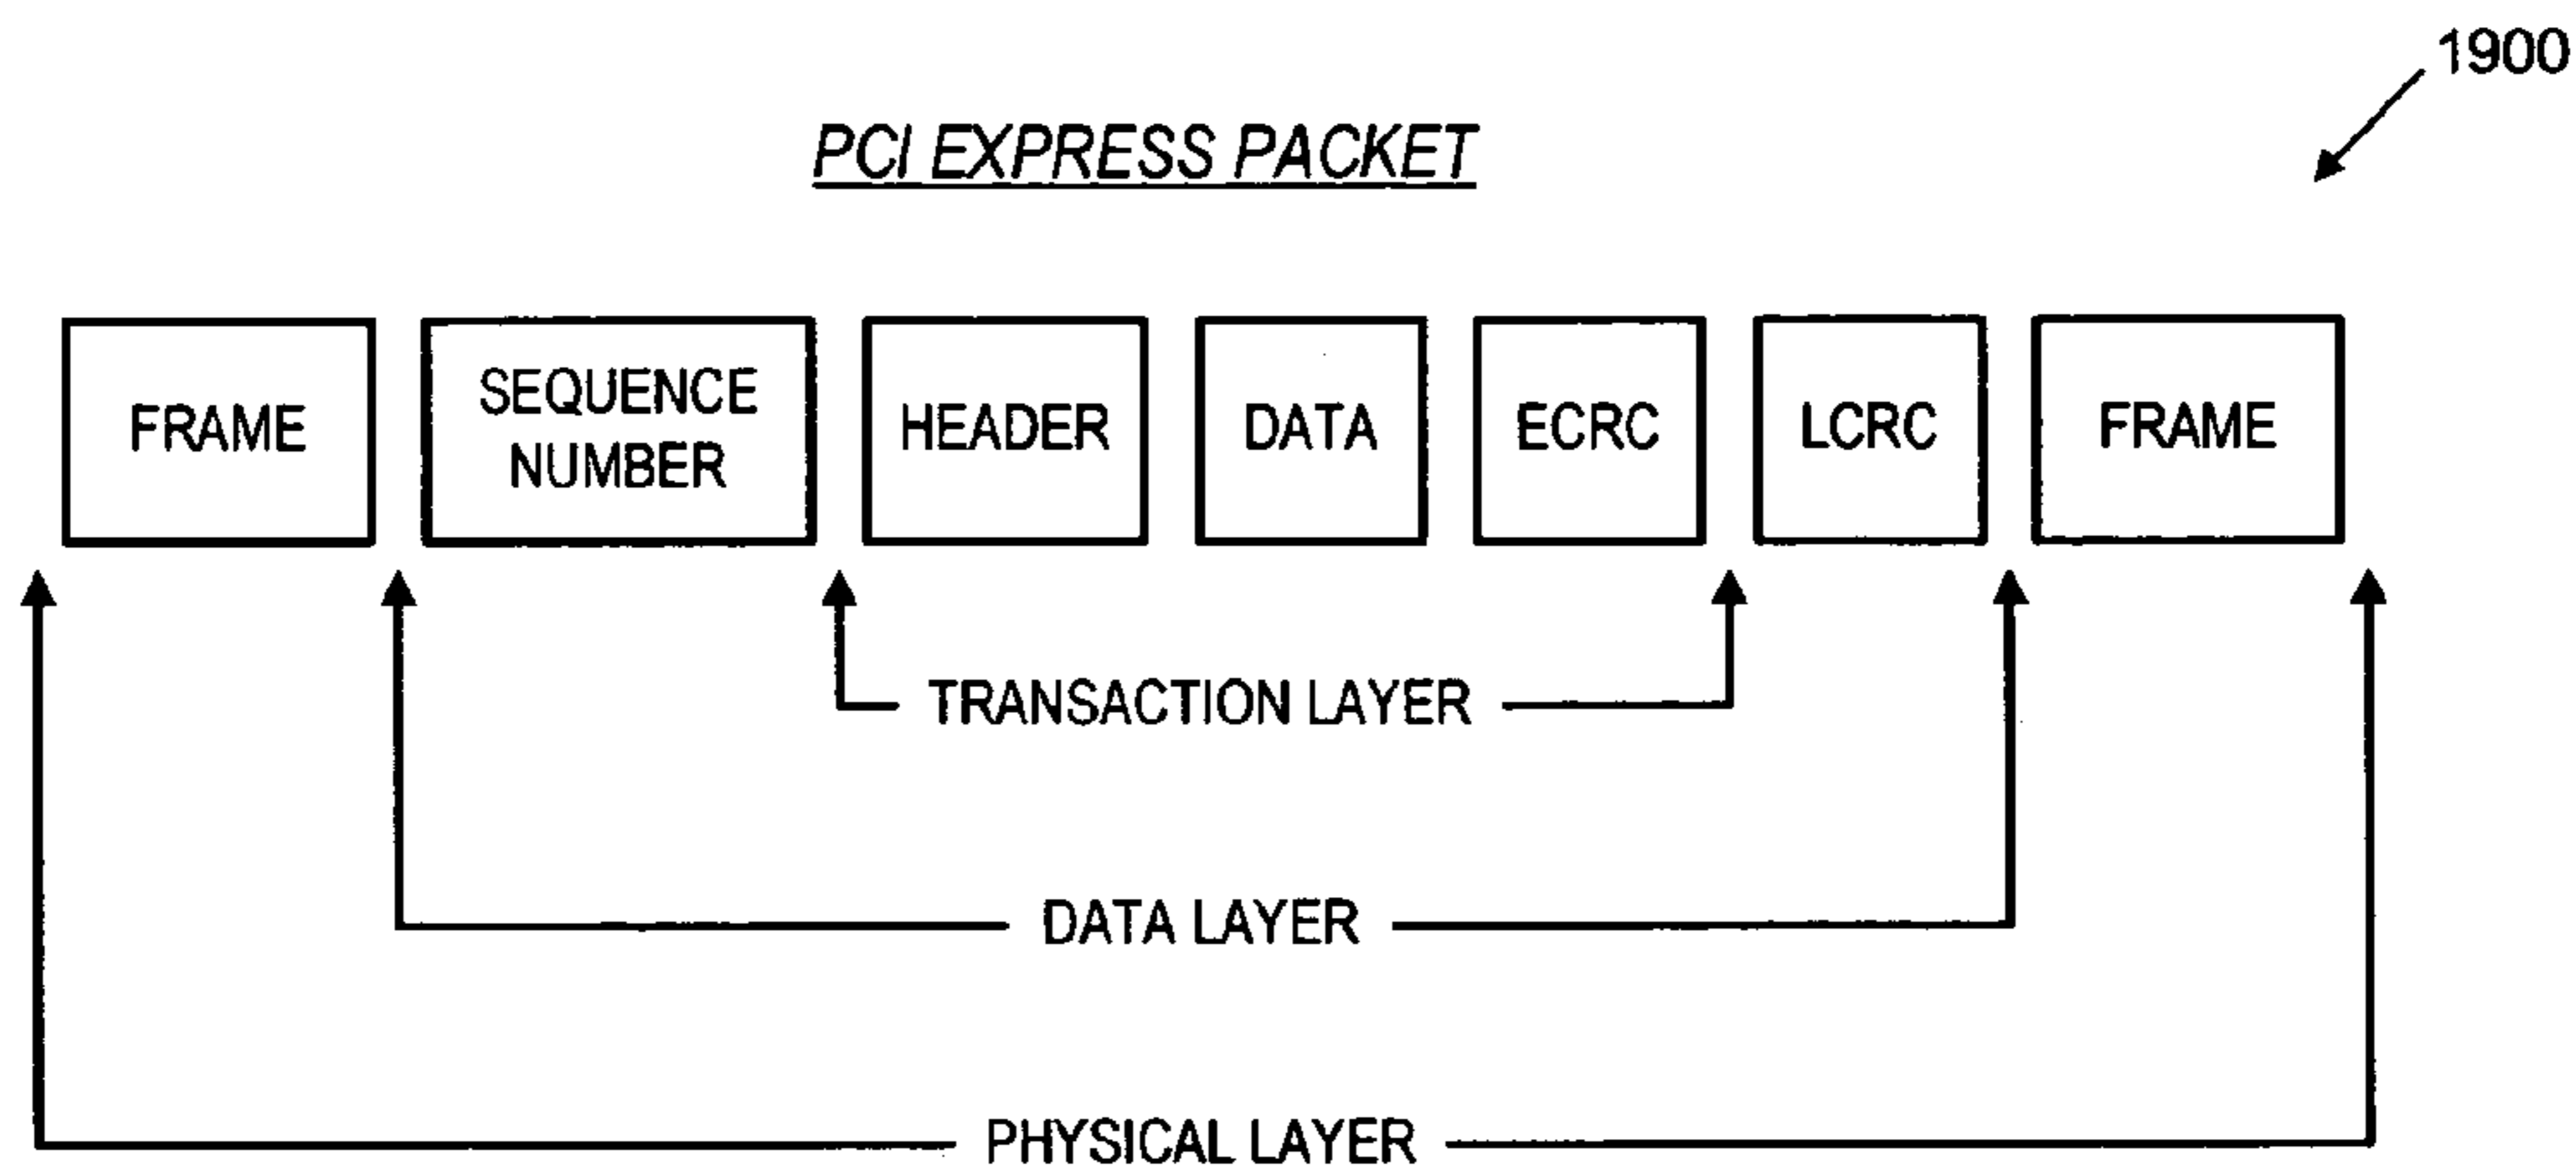 1900
PCI EXPRESS PACKET
FRAME
SEQUENCE
NUMBER
HEADER
DATA
ECRC
LCRC
FRAME
TRANSACTION LAYER
DATA LAYER
PHYSICAL LAYER